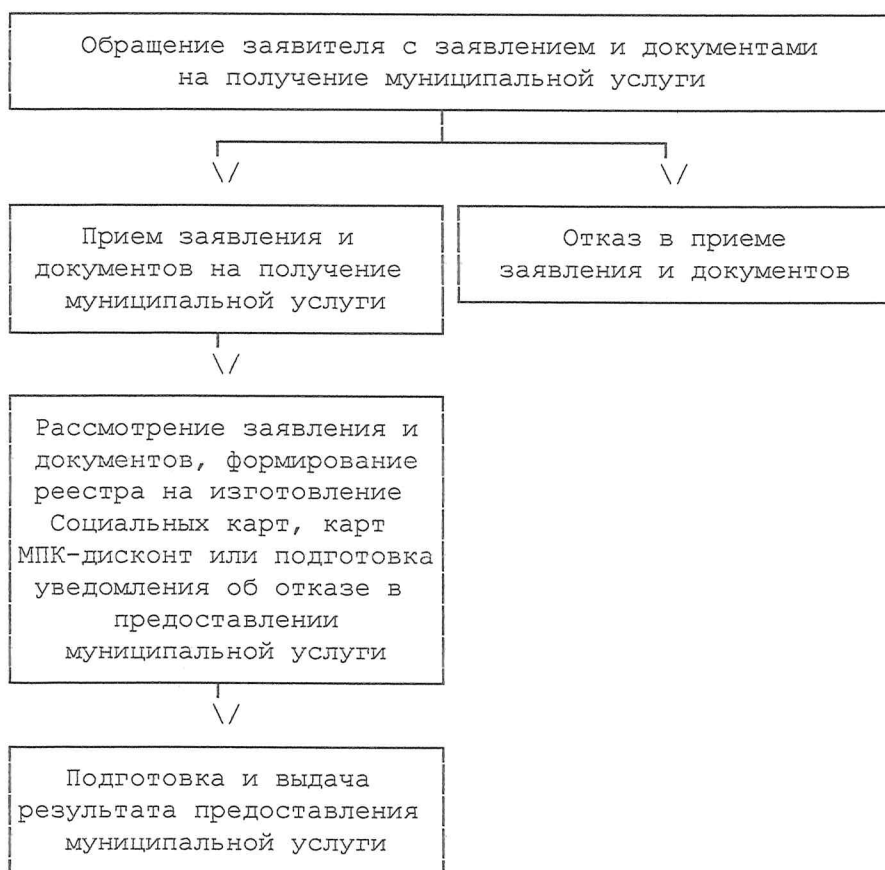 Обращение заявителя с заявлением и документами
на получение муниципальной услуги
Прием заявления и
документов на получение
муниципальной услуги
Отказ в приеме
заявления и документов
Рассмотрение заявления и
документов, формирование
реестра на изготовление
Социальных карт, карт
МПК-дисконт или подготовка
уведомления об отказе в
предоставлении
муниципальной услуги
Подготовка и выдача
результата предоставления
муниципальной услуги